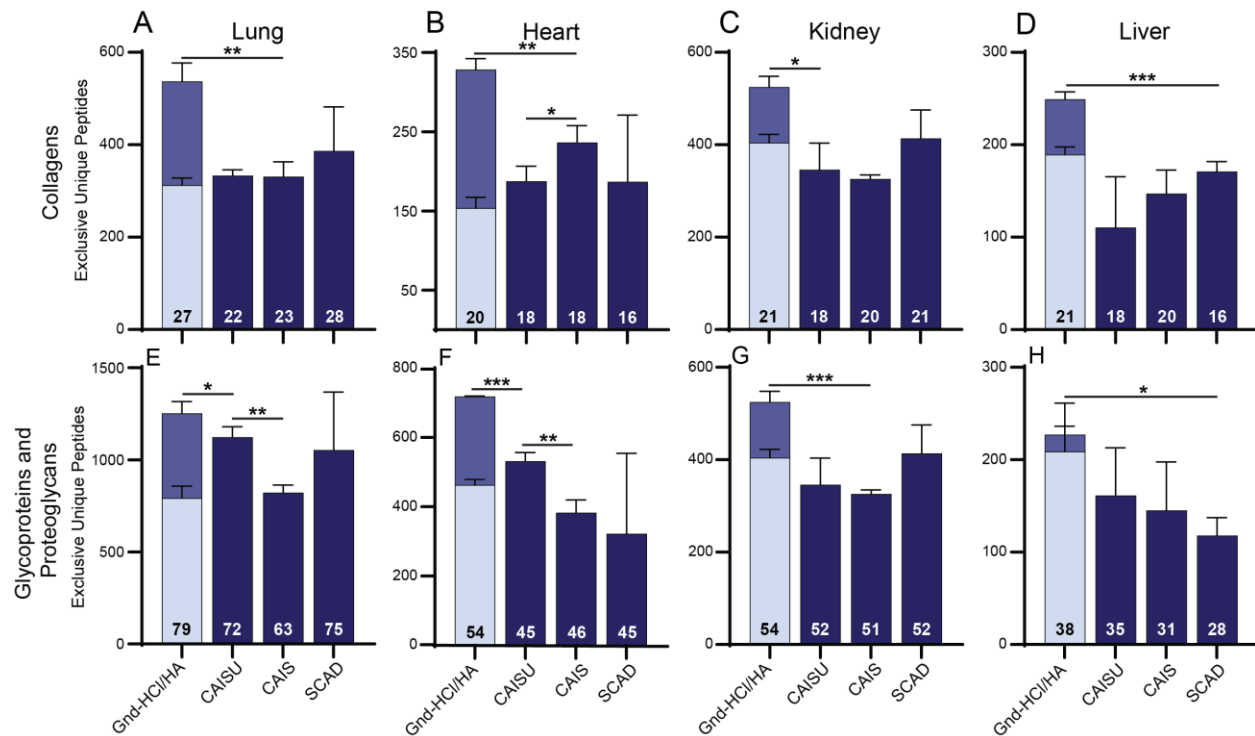 A Lung
B Heart
C Kidney
D Liver
Collagens
Exclusive Unique Peptides
600
400
200
0
**
27 22 23 28
350
250
150
50
**
*
20 18 18 16
600
400
200
0
*
21 18 20 21
300
200
100
0
***
21 18 20 16
E
F
G
H
Glycoproteins and
Proteoglycans
Exclusive Unique Peptides
1500
1000
500
0
*
**
79 72 63 75
800
600
400
200
0
***
**
54 45 46 45
600
400
200
0
***
54 52 51 52
300
200
100
0
*
38 35 31 28
Gnd-HCl/HA CAISU CAIS SCAD
Gnd-HCl/HA CAISU CAIS SCAD
Gnd-HCl/HA CAISU CAIS SCAD
Gnd-HCl/HA CAISU CAIS SCAD